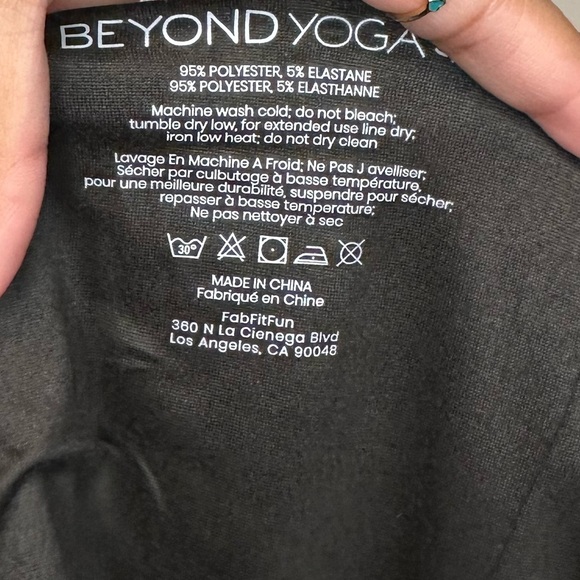 BEYOND YOGA
95% POLYESTER, 5% ELASTANE
95% POLYESTER, 5% ELASTHANNE
Machine wash cold; do not bleach;
tumble dry low, for extended use line dry;
iron low heat; do not dry clean
Lavage En Machine A Froid; Ne Pas J avelliser;
Sécher par culbutage à basse température,
pour une meilleure durabilité, suspendre pour sécher;
repasser à basse temperature;
Ne pas nettoyer à sec
30°
MADE IN CHINA
Fabriqué en Chine
FabFitFun
360 N La Cienega Blvd
Los Angeles, CA 90048